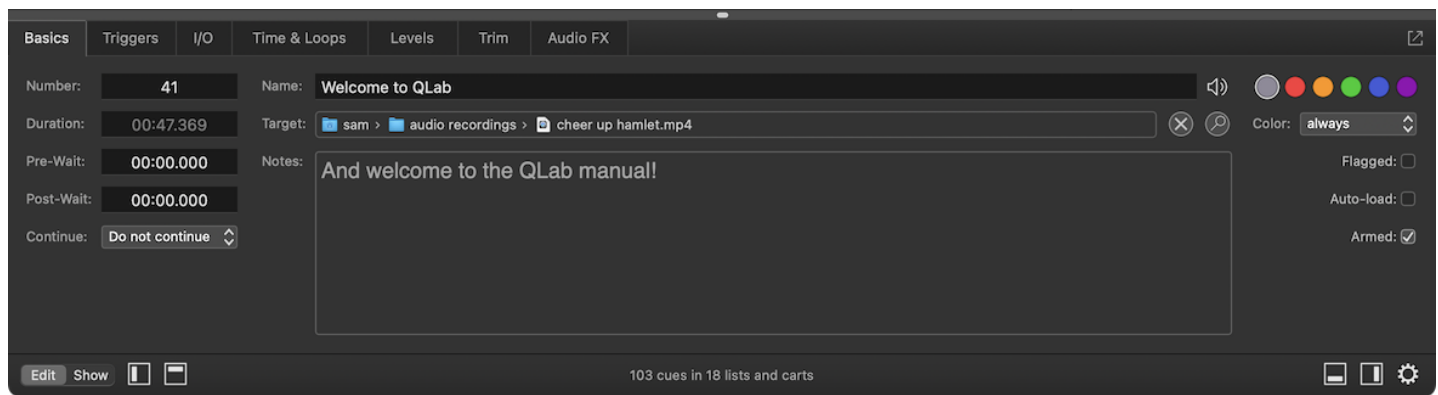 Basics Triggers I/O Time & Loops Levels Trim Audio FX
Number: 41 Name: Welcome to QLab
Duration: 00:47.369 Target: sam › audio recordings › cheer up hamlet.mp4 Color: always
Pre-Wait: 00:00.000 Notes: And welcome to the QLab manual! Flagged:
Post-Wait: 00:00.000 Auto-load:
Continue: Do not continue Armed:
Edit Show 103 cues in 18 lists and carts